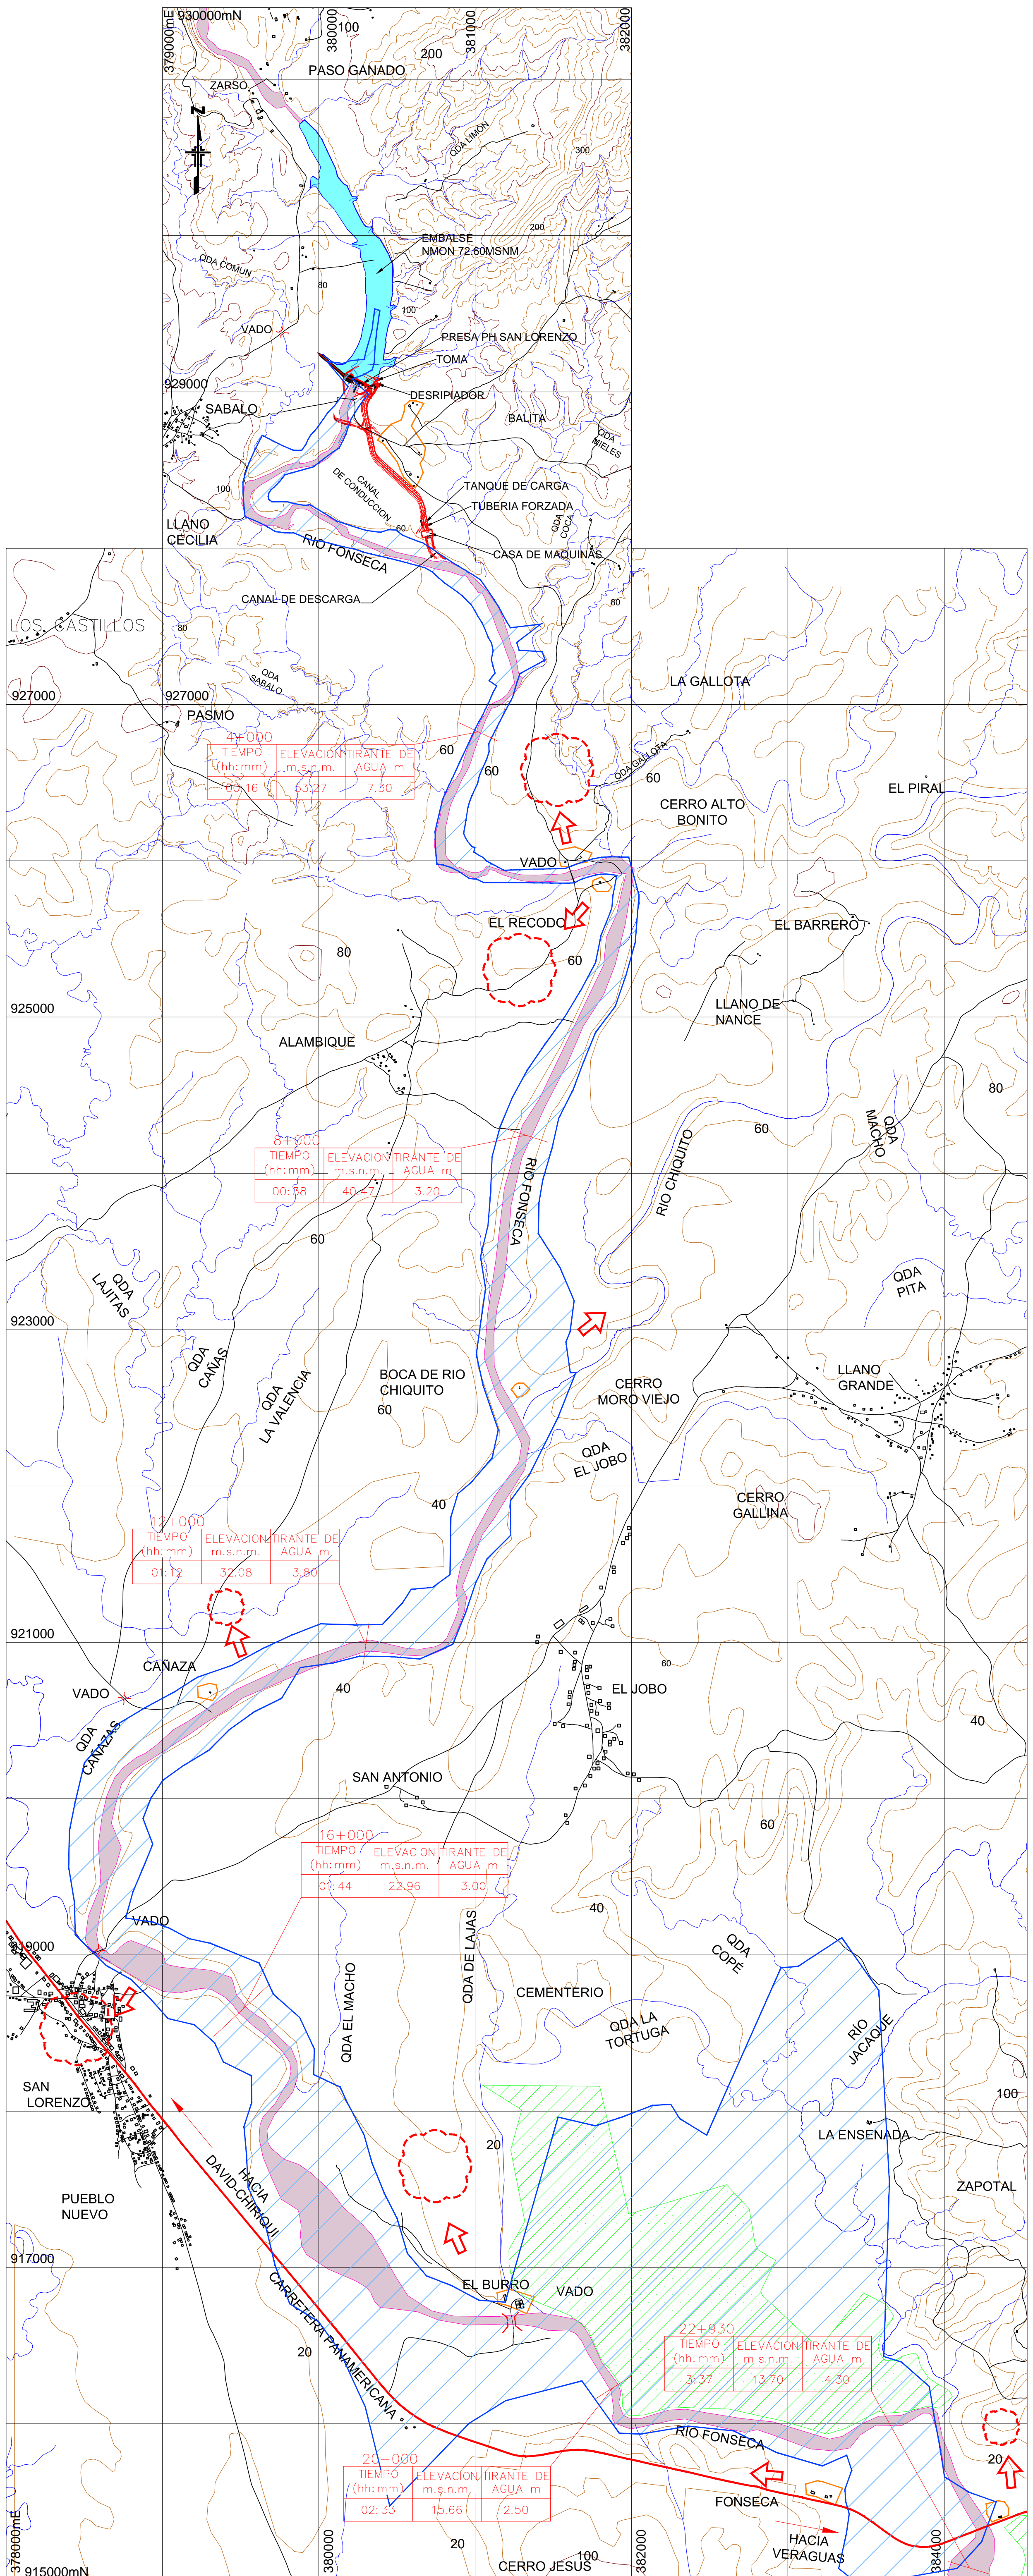 379000mE
930000mN
380000
381000
382000
100
200
PASO GANADO
ZARSO
N
QDA LIMÓN
300
200
EMBALSE
NMON 72,60MSNM
QDA COMUN
80
100
VADO
PRESA PH SAN LORENZO
TOMA
929000
DESRIPIADOR
SABALO
BALITA
QDA
MIELES
100
CANAL
DE CONDUCCION
TANQUE DE CARGA
TUBERIA FORZADA
QDA
COCA
60
LLANO
CECILIA
RIO FONSECA
CASA DE MAQUINAS
CANAL DE DESCARGA
80
LOS CASTILLOS
80
QDA
SABALO
LA GALLOTA
927000
927000
PASMO
4+000
TIEMPO
(hh:mm)
ELEVACION
m.s.n.m.
TIRANTE DE
AGUA m
00:16
53.27
7.30
60
60
QDA GALLOTA
60
EL PIRAL
CERRO ALTO
BONITO
VADO
EL RECODO
EL BARRERO
80
60
LLANO DE
NANCE
925000
ALAMBIQUE
80
60
QDA
MACHO
8+000
TIEMPO
(hh:mm)
ELEVACION
m.s.n.m.
TIRANTE DE
AGUA m
00:38
40.47
3.20
RIO FONSECA
RIO CHIQUITO
60
QDA
LAJITAS
QDA
PITA
923000
QDA
CAÑAS
QDA
LA VALENCIA
BOCA DE RIO
CHIQUITO
60
CERRO
MORO VIEJO
LLANO
GRANDE
QDA
EL JOBO
40
CERRO
GALLINA
12+000
TIEMPO
(hh:mm)
ELEVACION
m.s.n.m.
TIRANTE DE
AGUA m
01:12
32.08
3.80
921000
CAÑAZA
60
VADO
40
EL JOBO
40
QDA
CAÑAZAS
SAN ANTONIO
60
16+000
TIEMPO
(hh:mm)
ELEVACION
m.s.n.m.
TIRANTE DE
AGUA m
01:44
22.96
3.00
40
VADO
919000
QDA DE LAJAS
QDA
COPÉ
QDA EL MACHO
CEMENTERIO
QDA LA
TORTUGA
RÍO
JACAQUE
SAN
LORENZO
100
LA ENSENADA
20
HACIA
DAVID-CHIRIQUI
ZAPOTAL
PUEBLO
NUEVO
917000
EL BURRO
VADO
CARRETERA PANAMERICANA
22+930
TIEMPO
(hh:mm)
ELEVACION
m.s.n.m.
TIRANTE DE
AGUA m
3:37
13.70
4.30
20
RIO FONSECA
20
20+000
TIEMPO
(hh:mm)
ELEVACION
m.s.n.m.
TIRANTE DE
AGUA m
02:33
15.66
2.50
FONSECA
HACIA
VERAGUAS
378000mE
915000mN
380000
20
100
CERRO JESUS
382000
384000